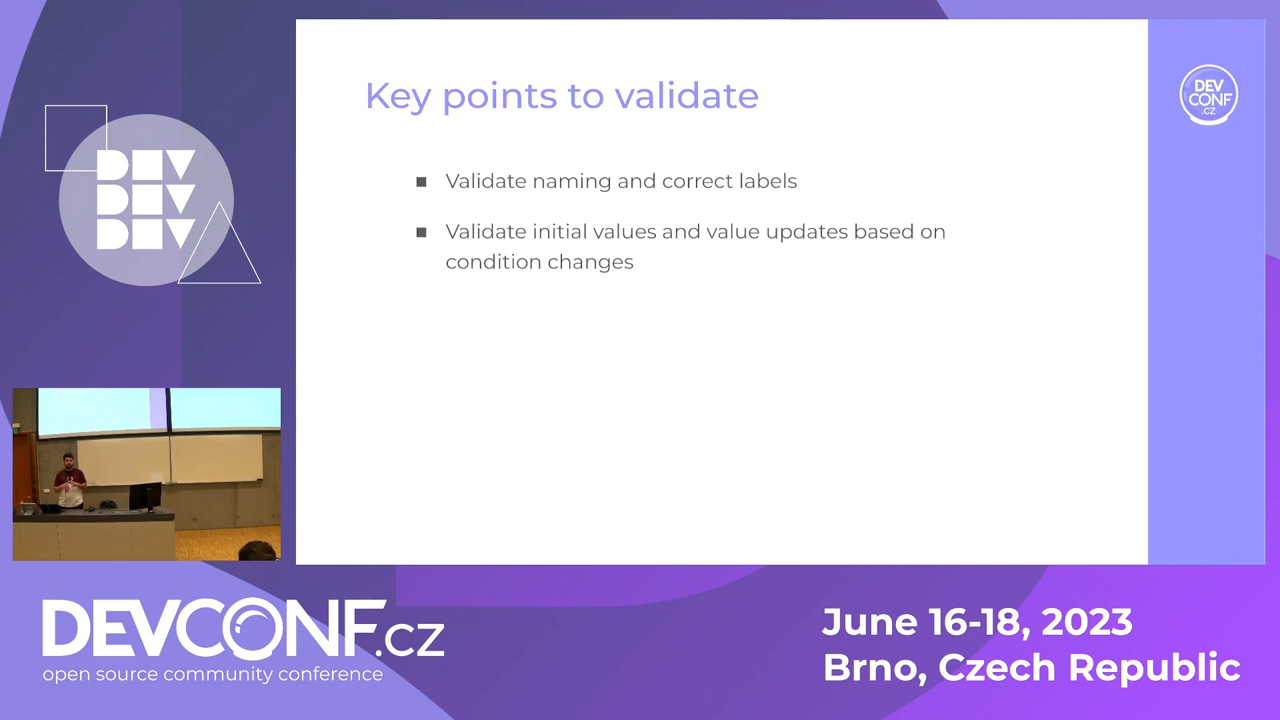 Key points to validate
DEV
CONF
.CZ
DEV
DEV
DEV
■ Validate naming and correct labels
■ Validate initial values and value updates based on
condition changes
DEVCONF.CZ
open source community conference
June 16-18, 2023
Brno, Czech Republic